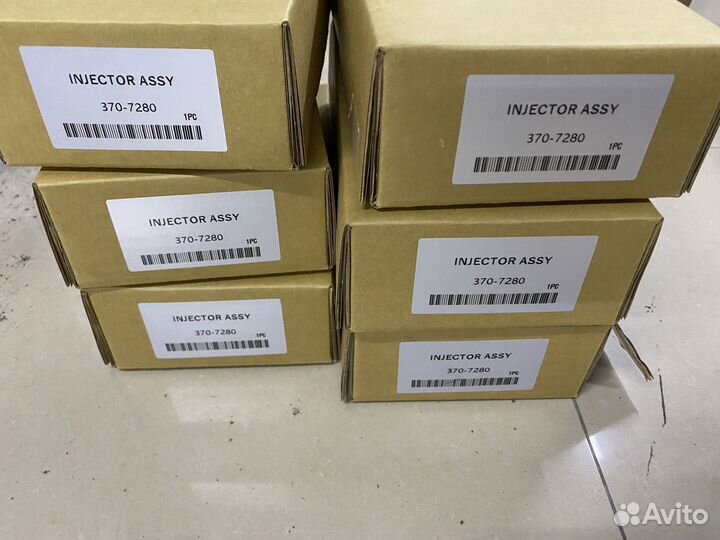 INJECTOR ASSY
370-7280
1PC
INJECTOR ASSY
370-7280
1PC
INJECTOR ASSY
370-7280
1PC
INJECTOR ASSY
370-7280
1PC
INJECTOR ASSY
370-7280
1PC
INJECTOR ASSY
370-7280
1PC
Avito